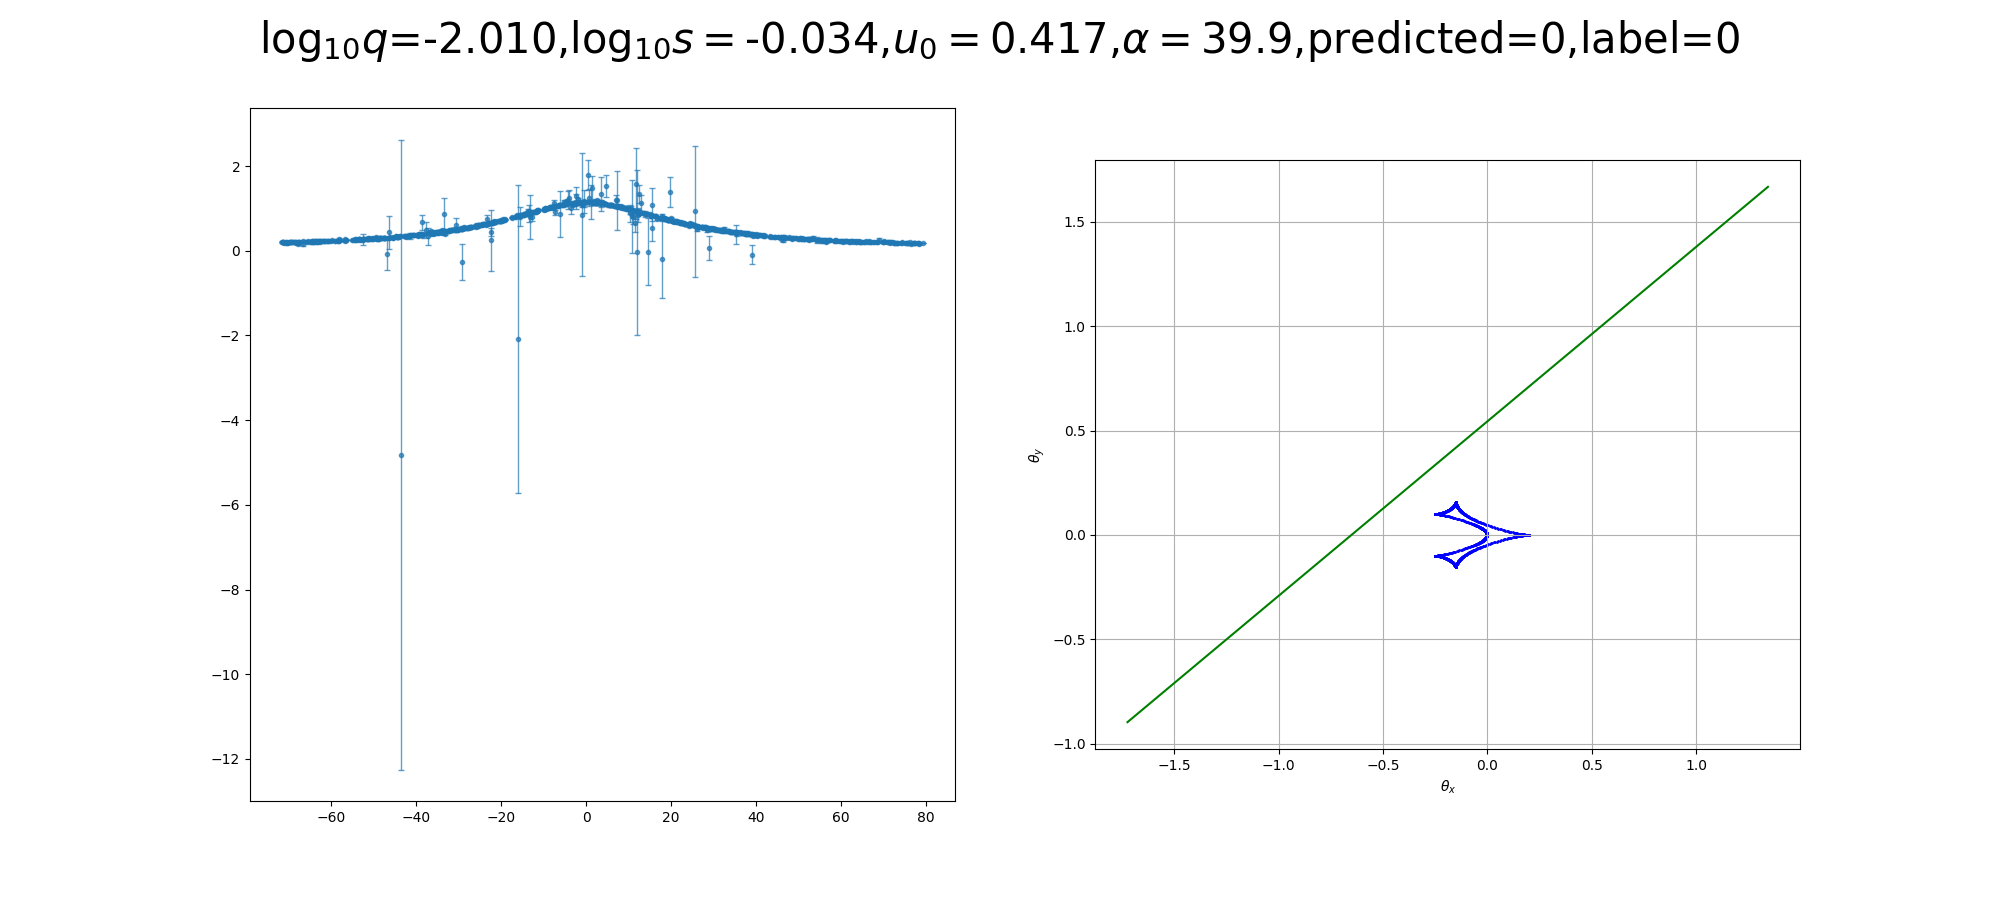 log₁₀q=-2.010,log₁₀s = -0.034,u₀ = 0.417,α = 39.9,predicted=0,label=0
2
0
−2
−4
−6
−8
−10
−12
−60 −40 −20 0 20 40 60 80
1.5
1.0
0.5
0.0
−0.5
−1.0
θy
−1.5 −1.0 −0.5 0.0 0.5 1.0
θx